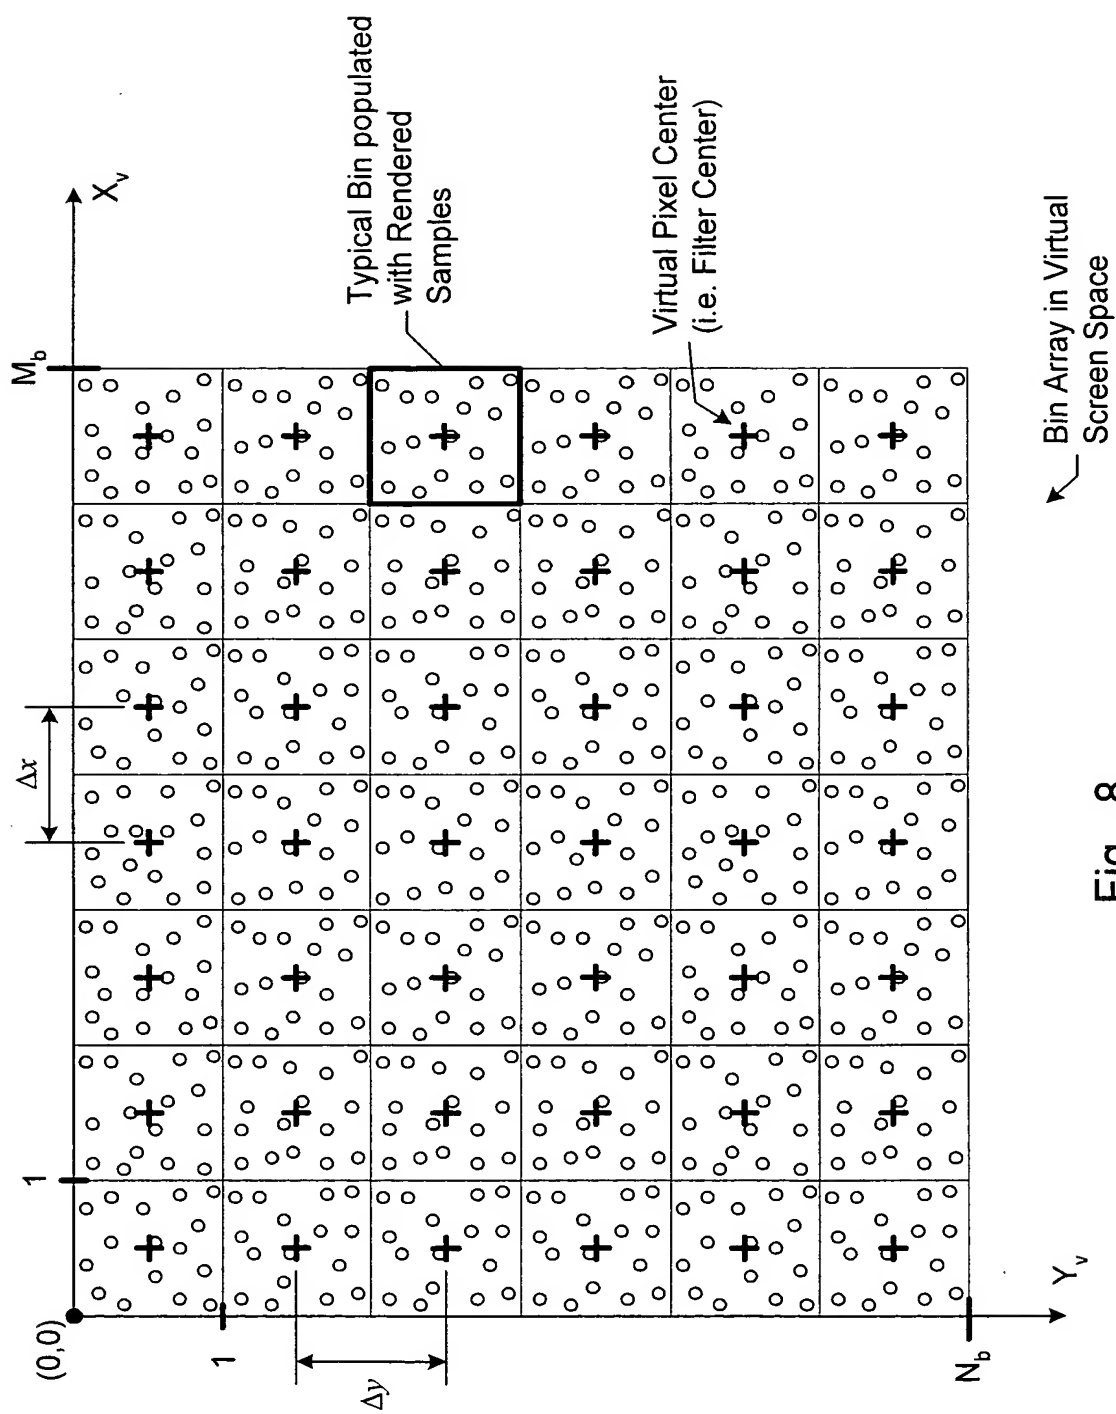 (0,0)
1
M_b
X_v
Δx
1
Δy
N_b
Y_v
Typical Bin populated
with Rendered
Samples
Virtual Pixel Center
(i.e. Filter Center)
Bin Array in Virtual
Screen Space
Fig. 8